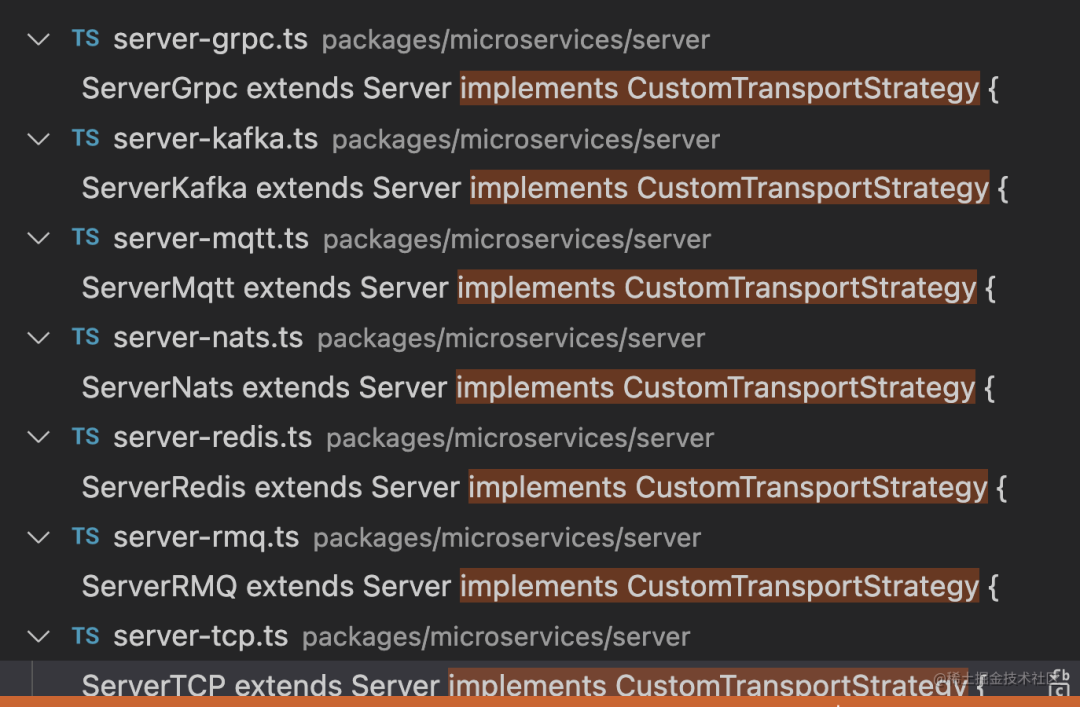 TS server-grpc.ts packages/microservices/server
ServerGrpc extends Server implements CustomTransportStrategy {
TS server-kafka.ts packages/microservices/server
ServerKafka extends Server implements CustomTransportStrategy {
TS server-mqtt.ts packages/microservices/server
ServerMqtt extends Server implements CustomTransportStrategy {
TS server-nats.ts packages/microservices/server
ServerNats extends Server implements CustomTransportStrategy {
TS server-redis.ts packages/microservices/server
ServerRedis extends Server implements CustomTransportStrategy {
TS server-rmq.ts packages/microservices/server
ServerRMQ extends Server implements CustomTransportStrategy {
TS server-tcp.ts packages/microservices/server
ServerTCP extends Server implements CustomTransportStrategy {
@稀土掘金技术社区